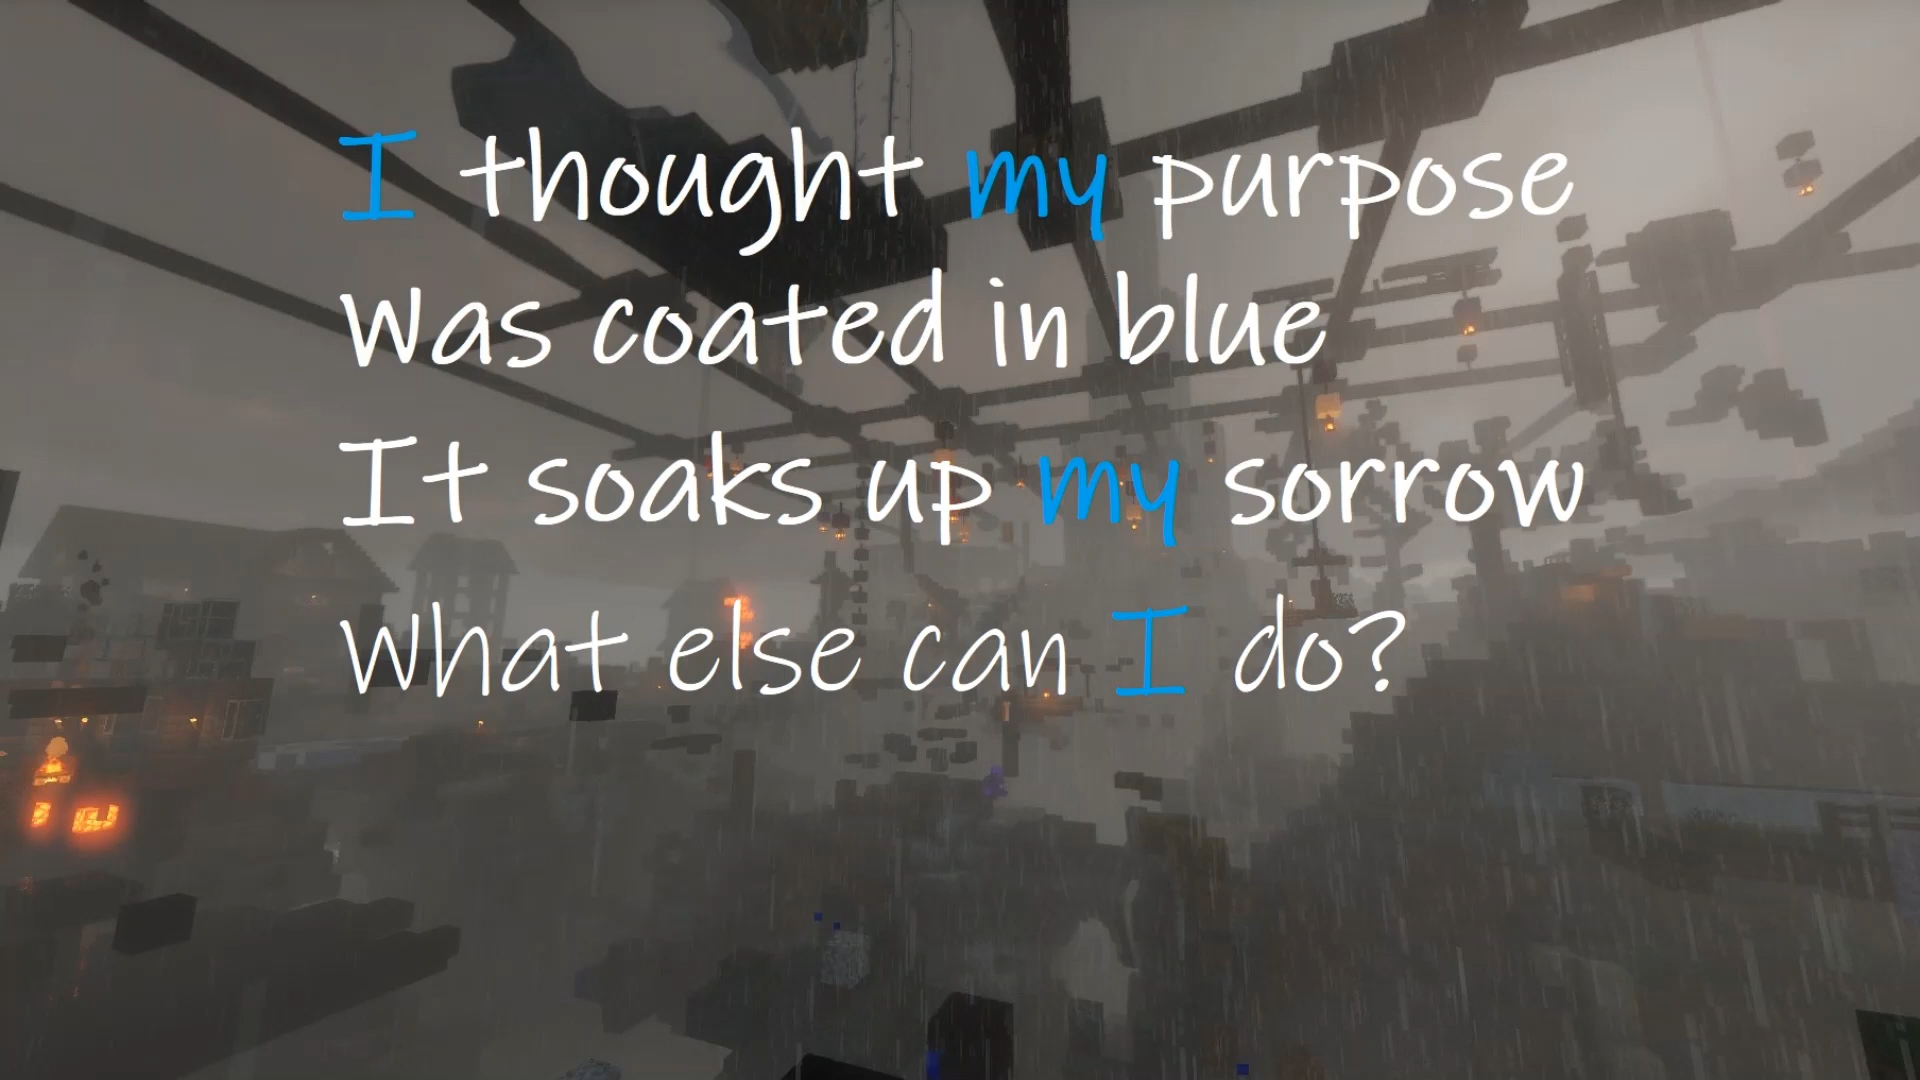 I thought my purpose
was coated in blue
It soaks up my sorrow
What else can I do?